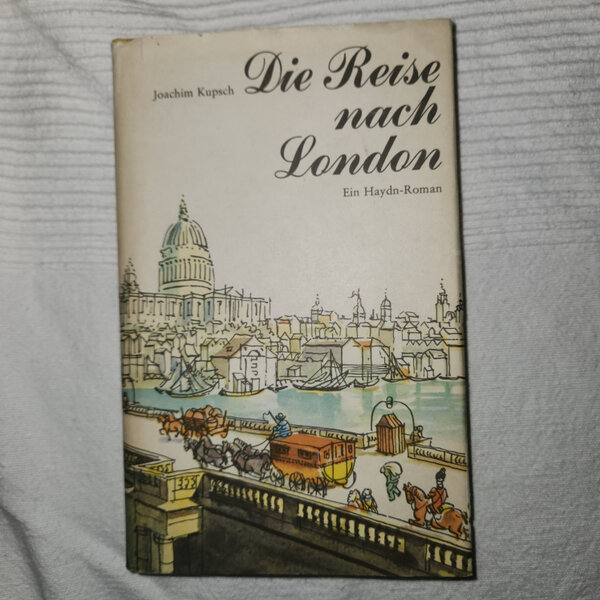 Joachim Kupsch
Die Reise
nach
London
Ein Haydn-Roman